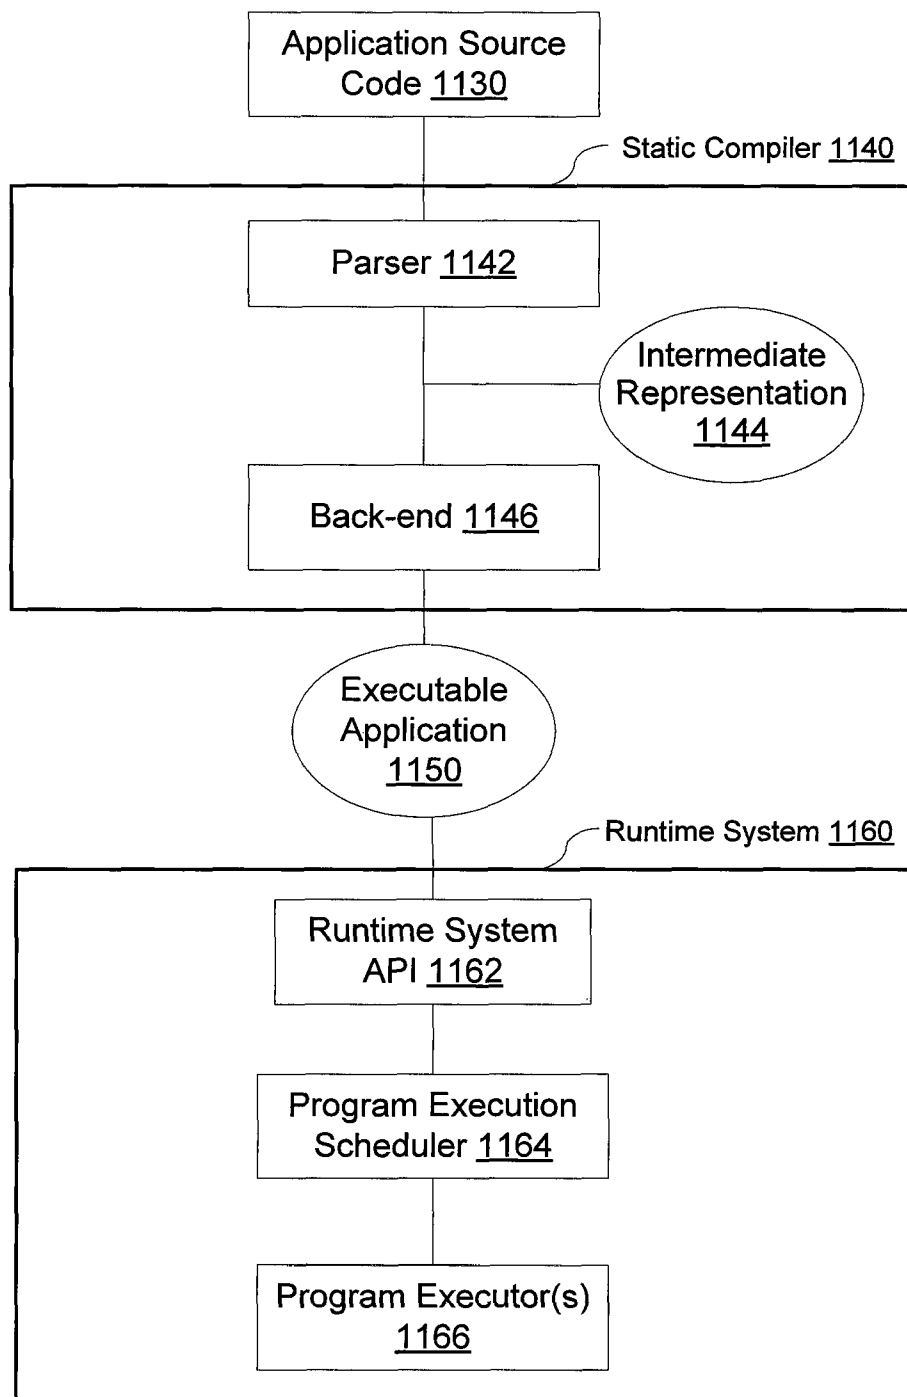 Application Source
Code 1130
Static Compiler 1140
Parser 1142
Intermediate
Representation
1144
Back-end 1146
Executable
Application
1150
Runtime System 1160
Runtime System
API 1162
Program Execution
Scheduler 1164
Program Executor(s)
1166